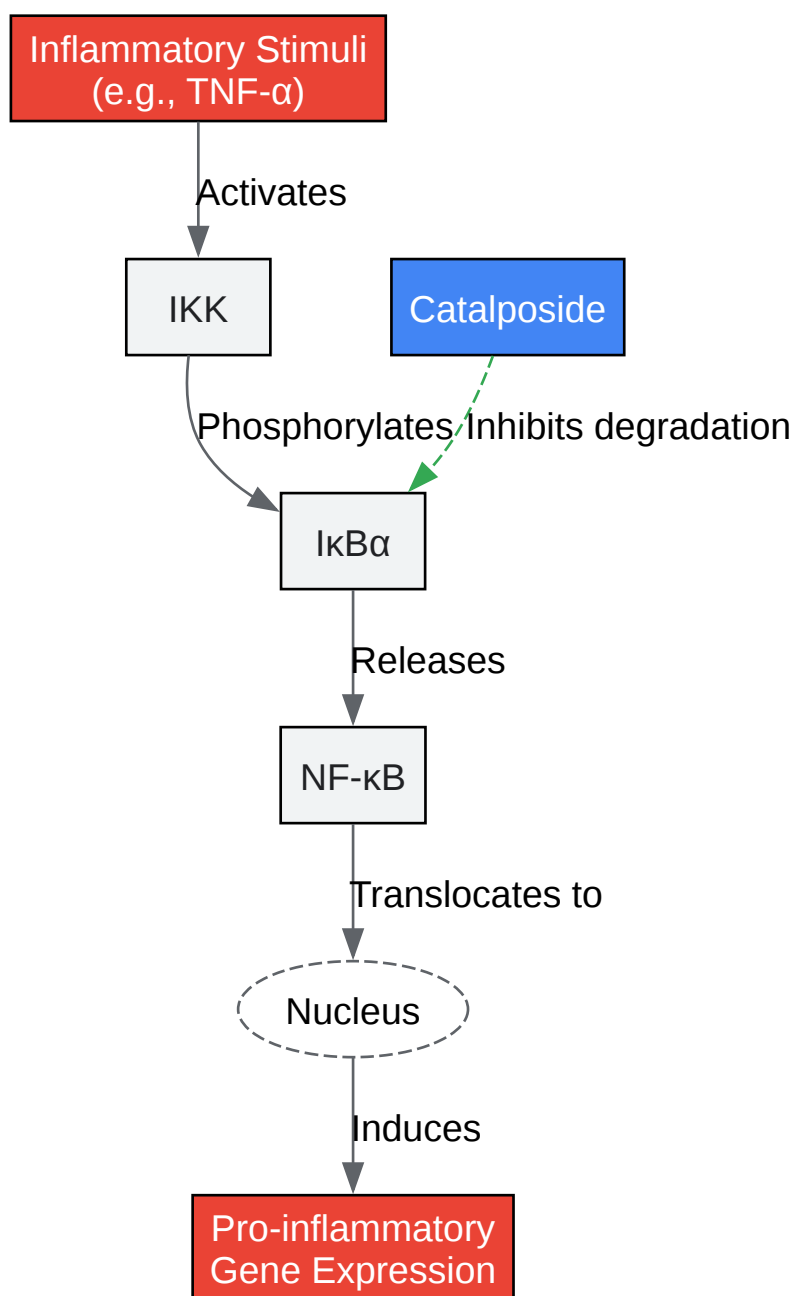 Inflammatory Stimuli
(e.g., TNF-α)
Activates
IKK
Catalposide
Phosphorylates
Inhibits degradation
IκBα
Releases
NF-κB
Translocates to
Nucleus
Induces
Pro-inflammatory
Gene Expression